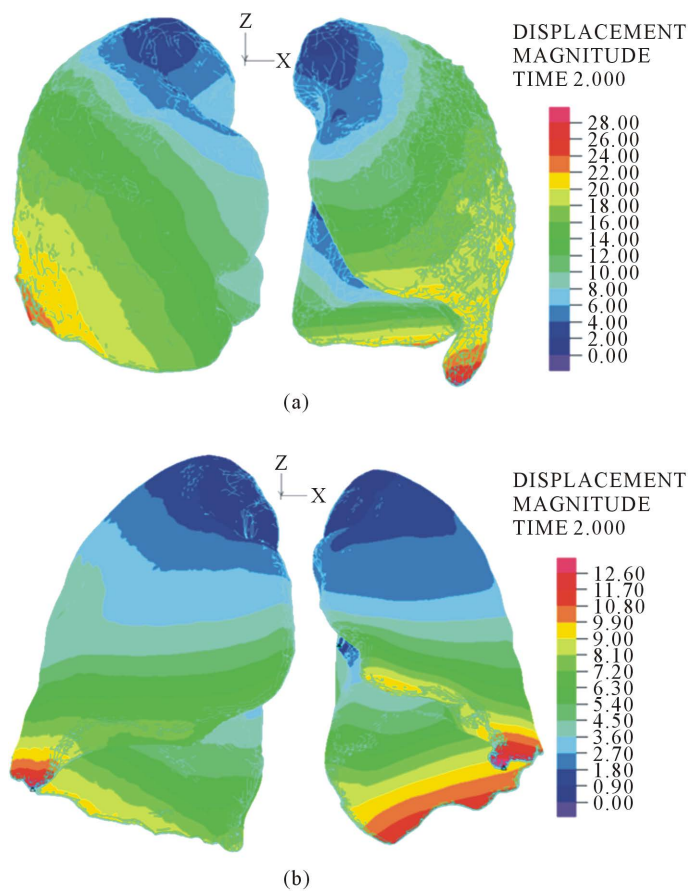 Z
X
DISPLACEMENT
MAGNITUDE
TIME 2.000
28.00
26.00
24.00
22.00
20.00
18.00
16.00
14.00
12.00
10.00
8.00
6.00
4.00
2.00
0.00
(a)
Z
X
DISPLACEMENT
MAGNITUDE
TIME 2.000
12.60
11.70
10.80
9.90
9.00
8.10
7.20
6.30
5.40
4.50
3.60
2.70
1.80
0.90
0.00
(b)